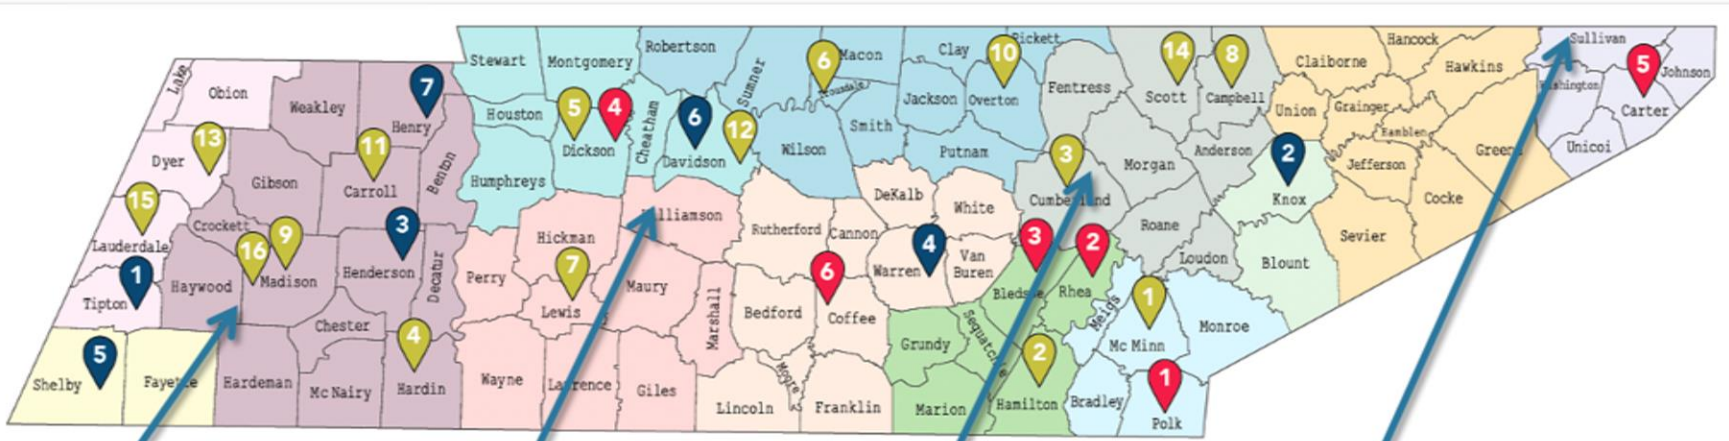 Lake
Obion
Weakley
7
Henry
Stewart
Montgomery
Robertson
Sumner
6
Macon
Trousdale
Clay
10
Pickett
Fentress
14
Scott
8
Campbell
Claiborne
Hancock
Hawkins
Sullivan
5
Johnson
Carter
Unicoi
Houston
5
4
Dickson
Cheatham
6
Davidson
12
Wilson
Smith
Jackson
Overton
Putnam
3
Cumberland
Morgan
Anderson
Union
Grainger
Hamblen
Jefferson
Cocke
Sevier
2
Knox
Blount
13
Dyer
Gibson
11
Carroll
Benton
Humphreys
15
Lauderdale
Crockett
16
9
Madison
3
Henderson
Decatur
1
Tipton
Haywood
Chester
4
Hardin
5
Shelby
Fayette
Hardeman
Mc Nairy
Perry
Hickman
7
Lewis
Williamson
Maury
Marshall
Wayne
Lawrence
Giles
Rutherford
Cannon
DeKalb
White
4
Warren
Van
Buren
6
Coffee
Bedford
Moore
Lincoln
Franklin
3
Bledsoe
2
Rhea
Roane
Loudon
Grundy
Sequatchie
2
Hamilton
Marion
Meigs
1
Mc Minn
Monroe
Bradley
1
Polk